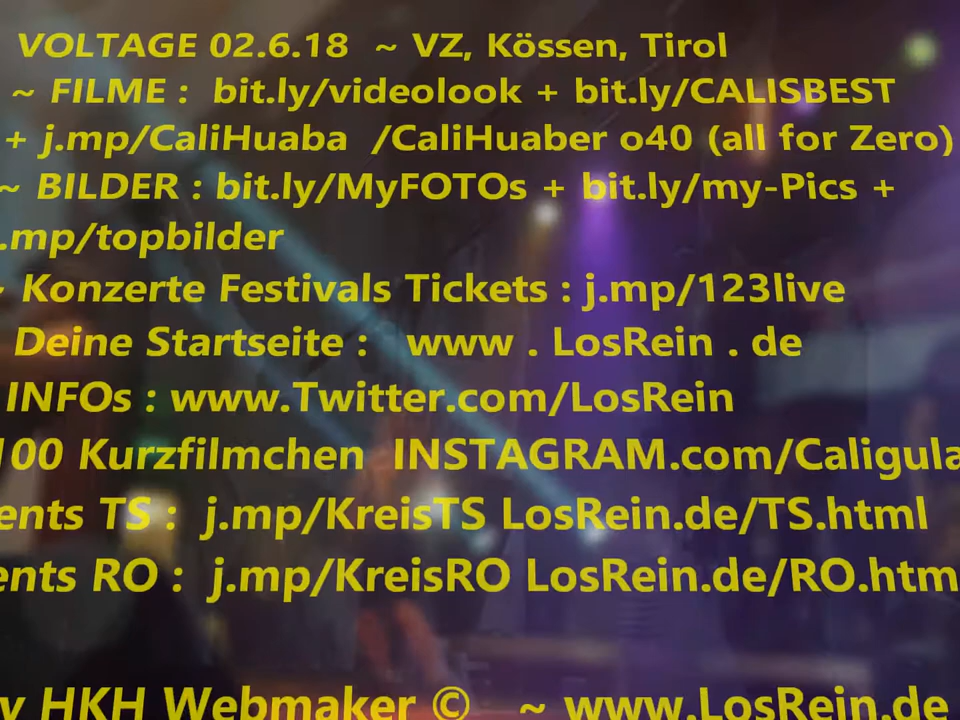 VOLTAGE 02.6.18 ~ VZ, Kössen, Tirol
~ FILME : bit.ly/videolook + bit.ly/CALISBEST
+ j.mp/CaliHuaba /CaliHuaber o40 (all for Zero)
~ BILDER : bit.ly/MyFOTOs + bit.ly/my-Pics +
.mp/topbilder
~ Konzerte Festivals Tickets : j.mp/123live
Deine Startseite : www . LosRein . de
INFOs : www.Twitter.com/LosRein
100 Kurzfilmchen INSTAGRAM.com/Caligula
ents TS : j.mp/KreisTS LosRein.de/TS.html
ents RO : j.mp/KreisRO LosRein.de/RO.htm
y HKH Webmaker © ~ www.LosRein.de